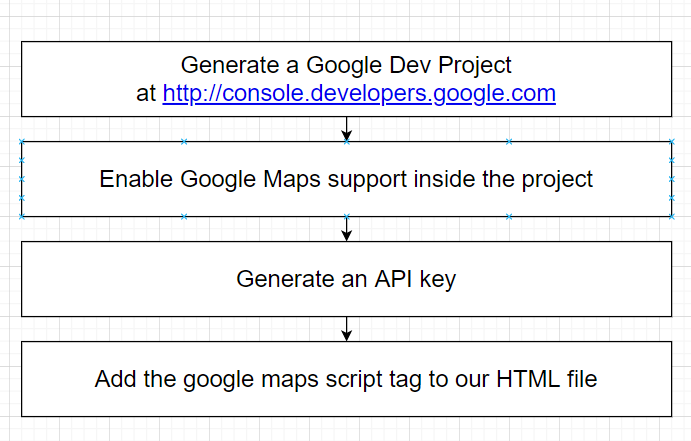 Generate a Google Dev Project
at http://console.developers.google.com
Enable Google Maps support inside the project
Generate an API key
Add the google maps script tag to our HTML file